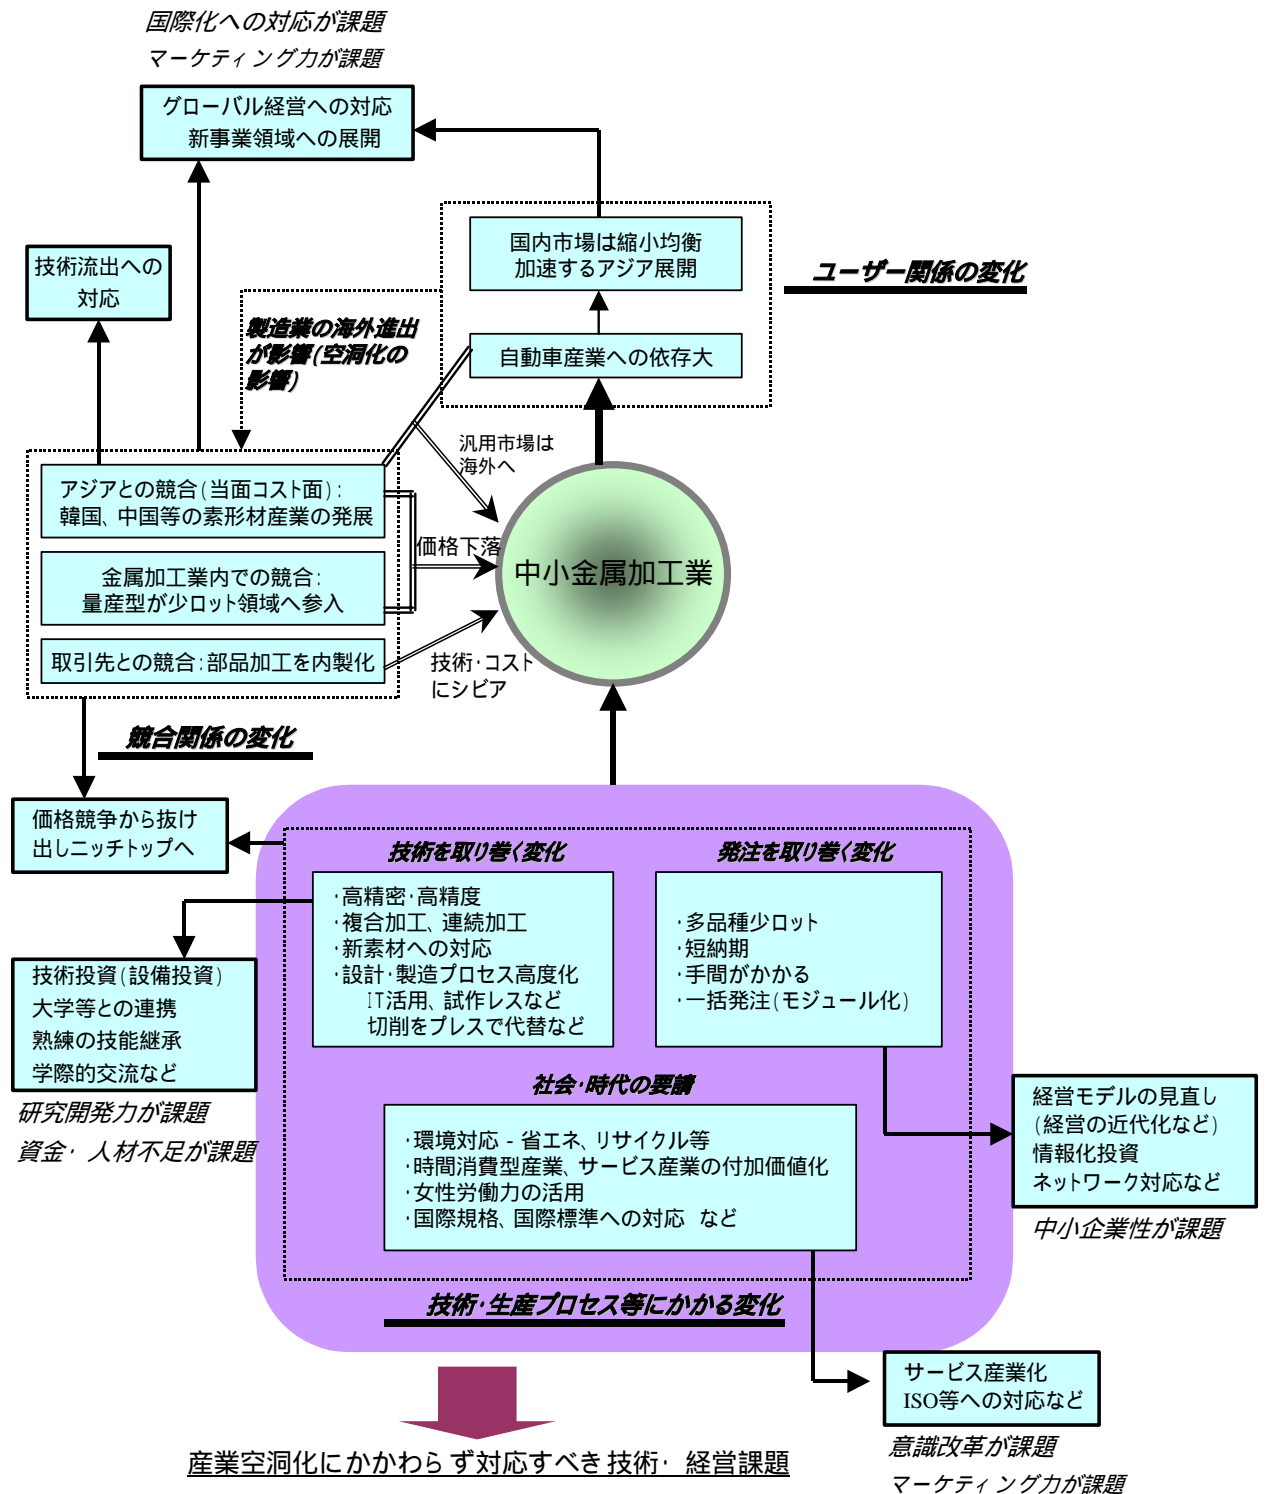 国際化への対応が課題
マーケティング力が課題
グローバル経営への対応
新事業領域への展開
国内市場は縮小均衡
加速するアジア展開
ユーザー関係の変化
技術流出への
対応
製造業の海外進出
が影響(空洞化の
影響)
自動車産業への依存大
汎用市場は
海外へ
アジアとの競合(当面コスト面):
韓国、中国等の素形材産業の発展
価格下落
中小金属加工業
金属加工業内での競合:
量産型が少ロット領域へ参入
取引先との競合:部品加工を内製化
技術・コスト
にシビア
競合関係の変化
価格競争から抜け
出しニッチトップへ
技術を取り巻く変化
・高精密・高精度
・複合加工、連続加工
・新素材への対応
・設計・製造プロセス高度化
IT活用、試作レスなど
切削をプレスで代替など
発注を取り巻く変化
・多品種少ロット
・短納期
・手間がかかる
・一括発注(モジュール化)
技術投資(設備投資)
大学等との連携
熟練の技能継承
学際的交流など
研究開発力が課題
資金・人材不足が課題
社会・時代の要請
・環境対応-省エネ、リサイクル等
・時間消費型産業、サービス産業の付加価値化
・女性労働力の活用
・国際規格、国際標準への対応 など
経営モデルの見直し
(経営の近代化など)
情報化投資
ネットワーク対応など
中小企業性が課題
技術・生産プロセス等にかかる変化
サービス産業化
ISO等への対応など
意識改革が課題
マーケティング力が課題
産業空洞化にかかわらず対応すべき技術・経営課題